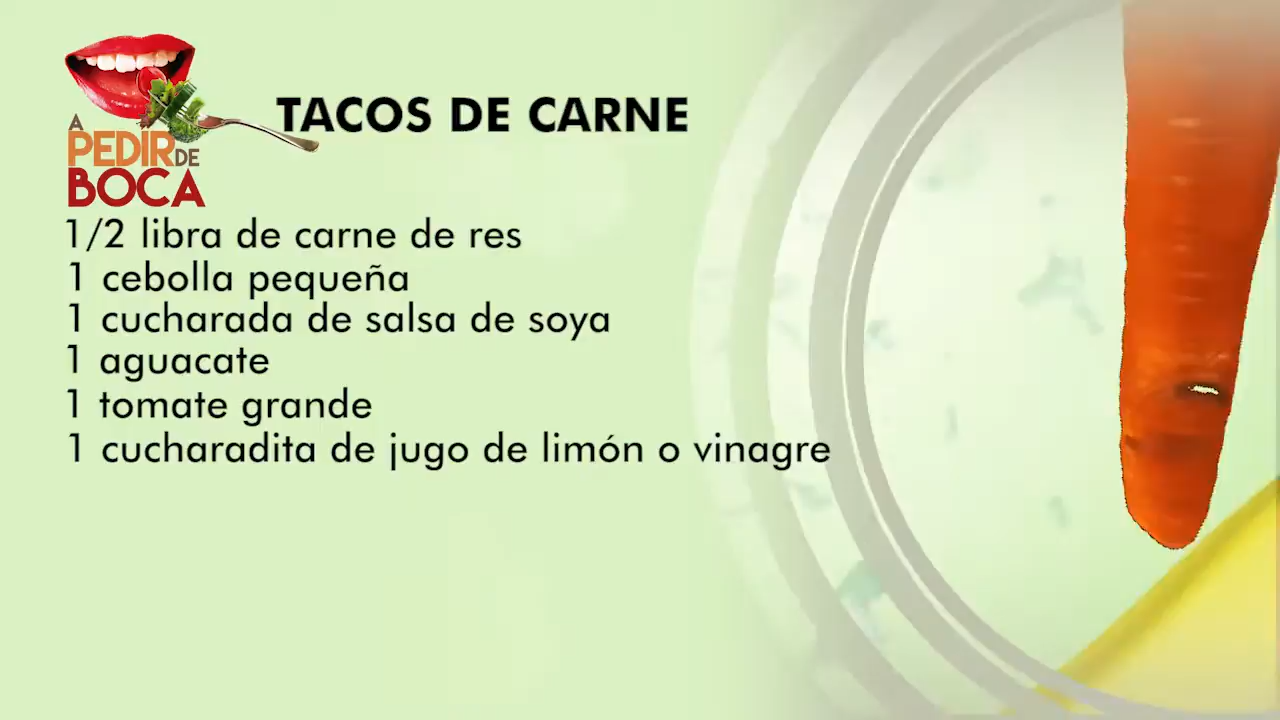 A
PEDIR DE
BOCA
TACOS DE CARNE
1/2 libra de carne de res
1 cebolla pequeña
1 cucharada de salsa de soya
1 aguacate
1 tomate grande
1 cucharadita de jugo de limón o vinagre